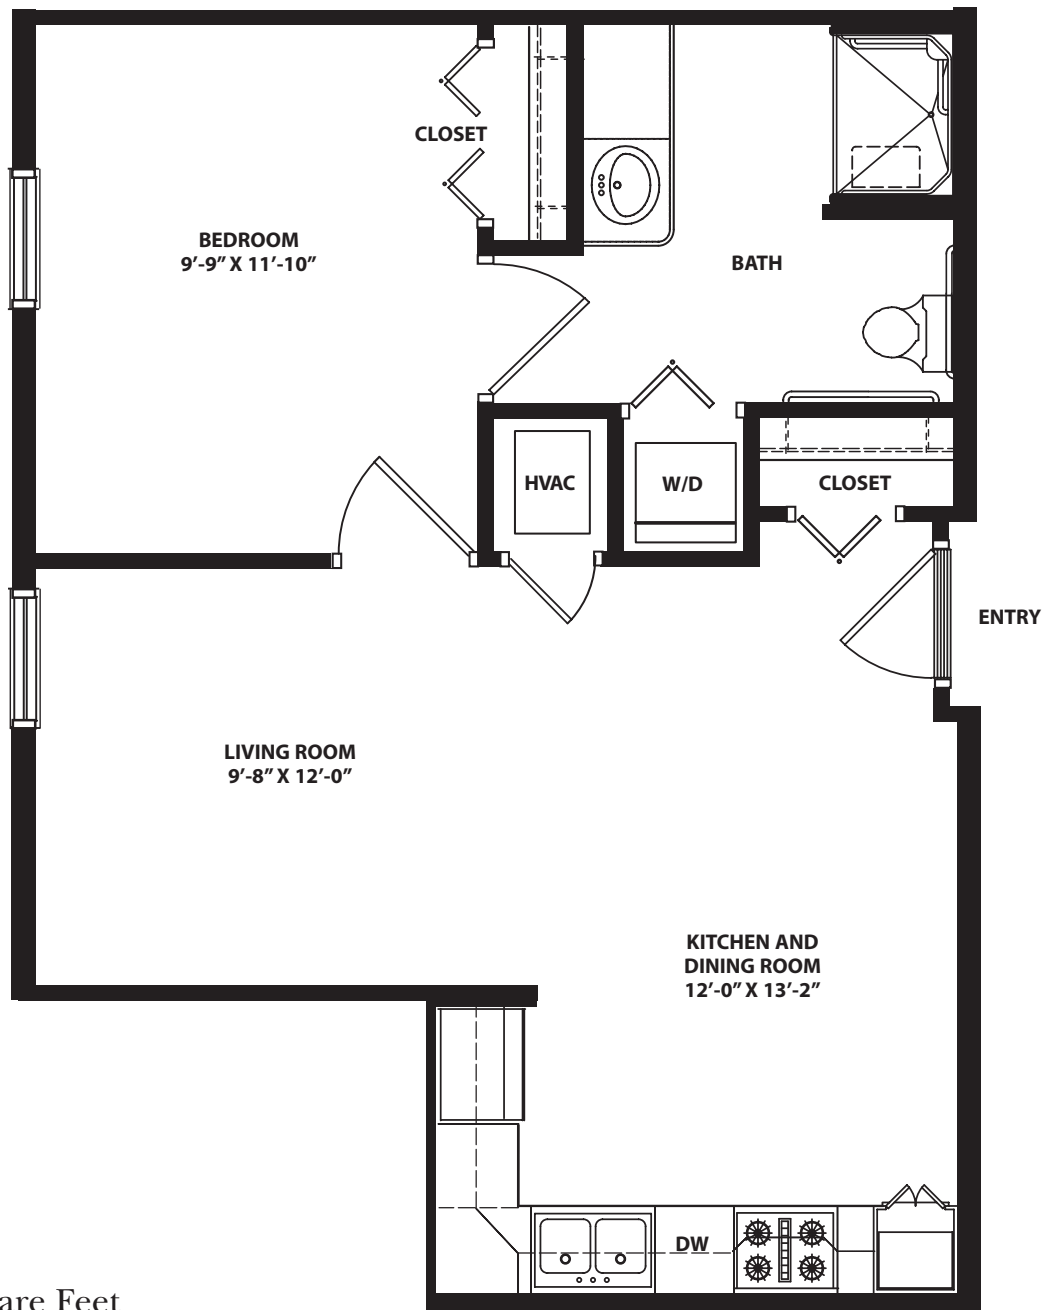 CLOSET
BEDROOM
9’-9” X 11’-10”
BATH
HVAC
W/D
CLOSET
ENTRY
LIVING ROOM
9’-8” X 12’-0”
KITCHEN AND
DINING ROOM
12’-0” X 13’-2”
DW
Feet